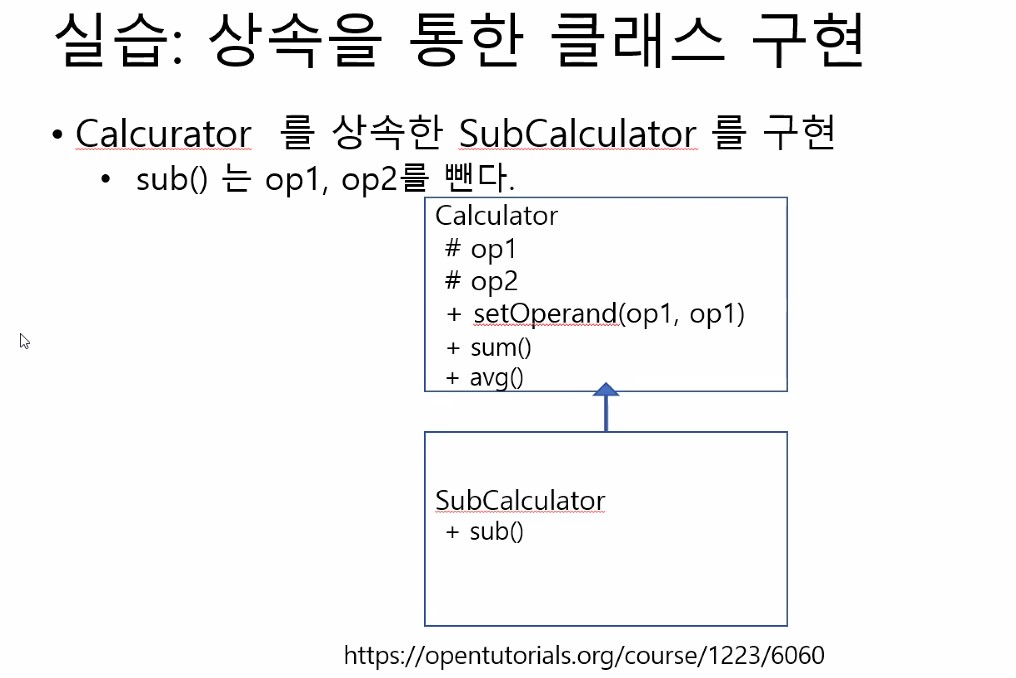 실습: 상속을 통한 클래스 구현
• Calcurator 를 상속한 SubCalculator 를 구현
• sub() 는 op1, op2를 뺀다.
Calculator
# op1
# op2
+ setOperand(op1, op1)
+ sum()
+ avg()
SubCalculator
+ sub()
https://opentutorials.org/course/1223/6060